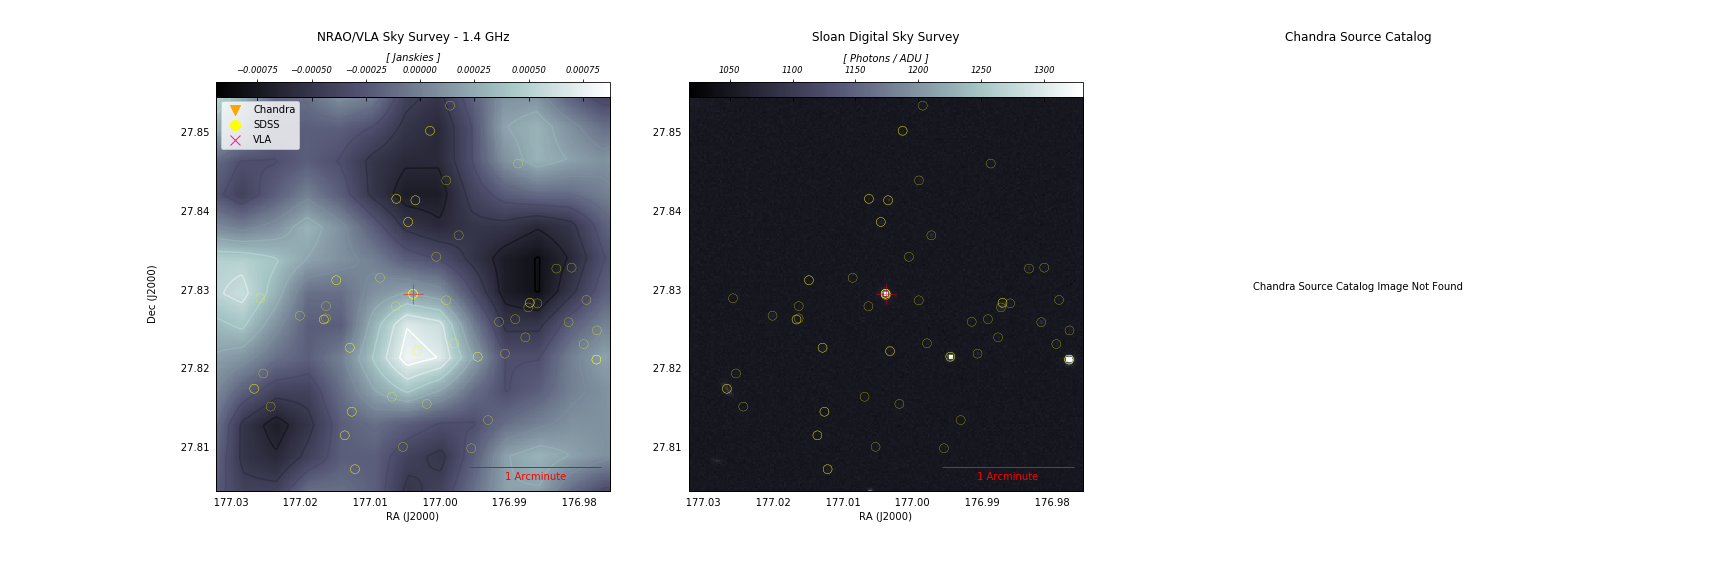 NRAO/VLA Sky Survey - 1.4 GHz
[ Janskies ]
−0.00075 −0.00050 −0.00025 0.00000 0.00025 0.00050 0.00075
Chandra
SDSS
VLA
27.85
27.84
27.83
27.82
27.81
Dec (J2000)
1 Arcminute
177.03 177.02 177.01 177.00 176.99 176.98
RA (J2000)
Sloan Digital Sky Survey
[ Photons / ADU ]
1050 1100 1150 1200 1250 1300
27.85
27.84
27.83
27.82
27.81
1 Arcminute
177.03 177.02 177.01 177.00 176.99 176.98
RA (J2000)
Chandra Source Catalog
Chandra Source Catalog Image Not Found